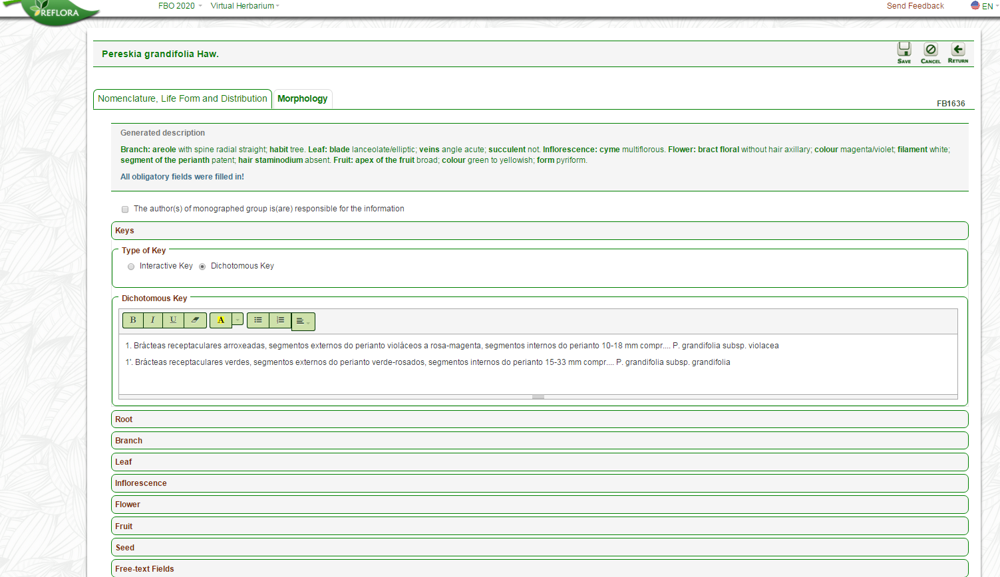 REFLORA
FBO 2020 Virtual Herbarium Send Feedback EN
Pereskia grandifolia Haw.
SAVE CANCEL RETURN
Nomenclature, Life Form and Distribution Morphology FB1636
Generated description
Branch: areole with spine radial straight; habit tree. Leaf: blade lanceolate/elliptic; veins angle acute; succulent not. Inflorescence: cyme multiflorous. Flower: bract floral without hair axillary; colour magenta/violet; filament white;
segment of the perianth patent; hair staminodium absent. Fruit: apex of the fruit broad; colour green to yellowish; form pyriform.
All obligatory fields were filled in!
The author(s) of monographed group is(are) responsible for the information
Keys
Type of Key
Interactive Key Dichotomous Key
Dichotomous Key
B I U A
1. Brácteas receptaculares arroxeadas, segmentos externos do perianto violáceos a rosa-magenta, segmentos internos do perianto 10-18 mm compr.... P. grandifolia subsp. violacea
1'. Brácteas receptaculares verdes, segmentos externos do perianto verde-rosados, segmentos internos do perianto 15-33 mm compr.... P. grandifolia subsp. grandifolia
Root
Branch
Leaf
Inflorescence
Flower
Fruit
Seed
Free-text Fields